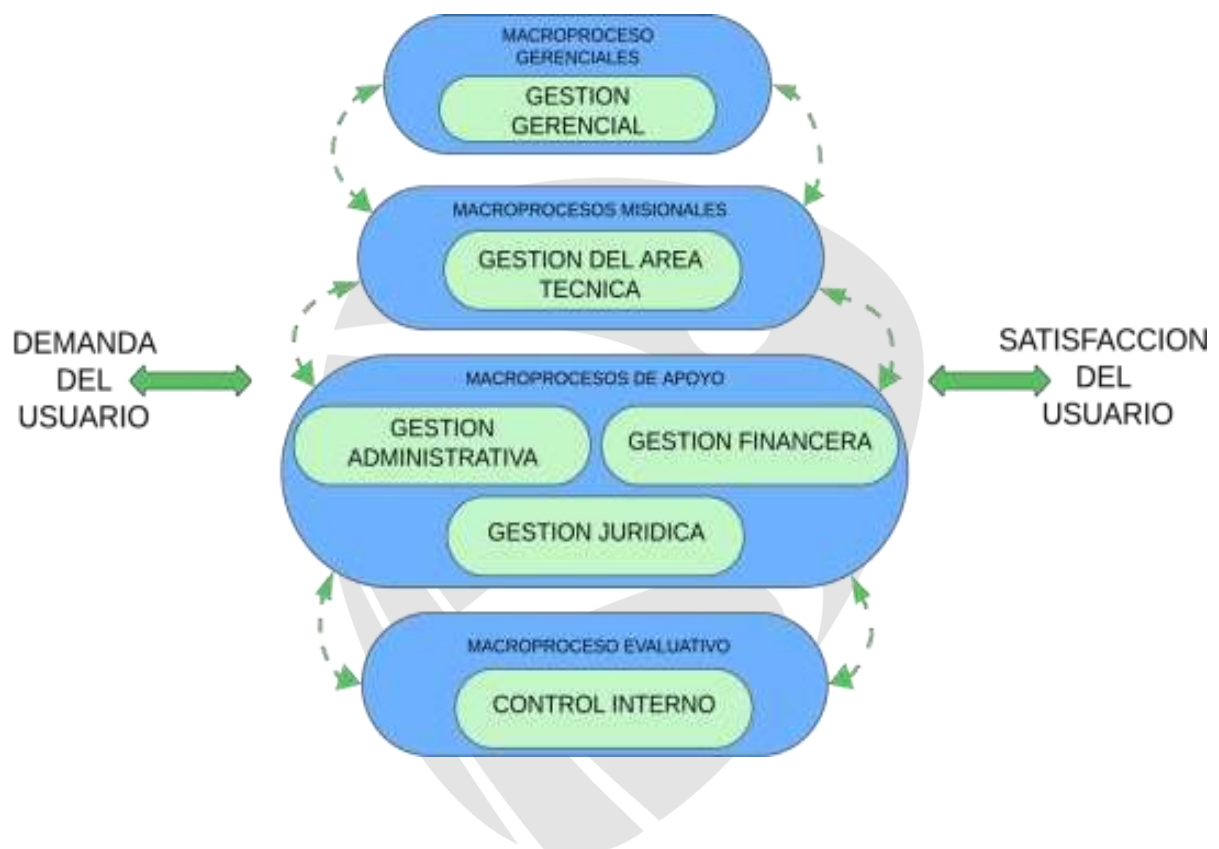 MACROPROCESO
GERENCIALES
GESTION
GERENCIAL
MACROPROCESOS MISIONALES
GESTION DEL AREA
TECNICA
DEMANDA
DEL
USUARIO
SATISFACCION
DEL
USUARIO
MACROPROCESOS DE APOYO
GESTION
ADMINISTRATIVA
GESTION FINANCERA
GESTION JURIDICA
MACROPROCESO EVALUATIVO
CONTROL INTERNO